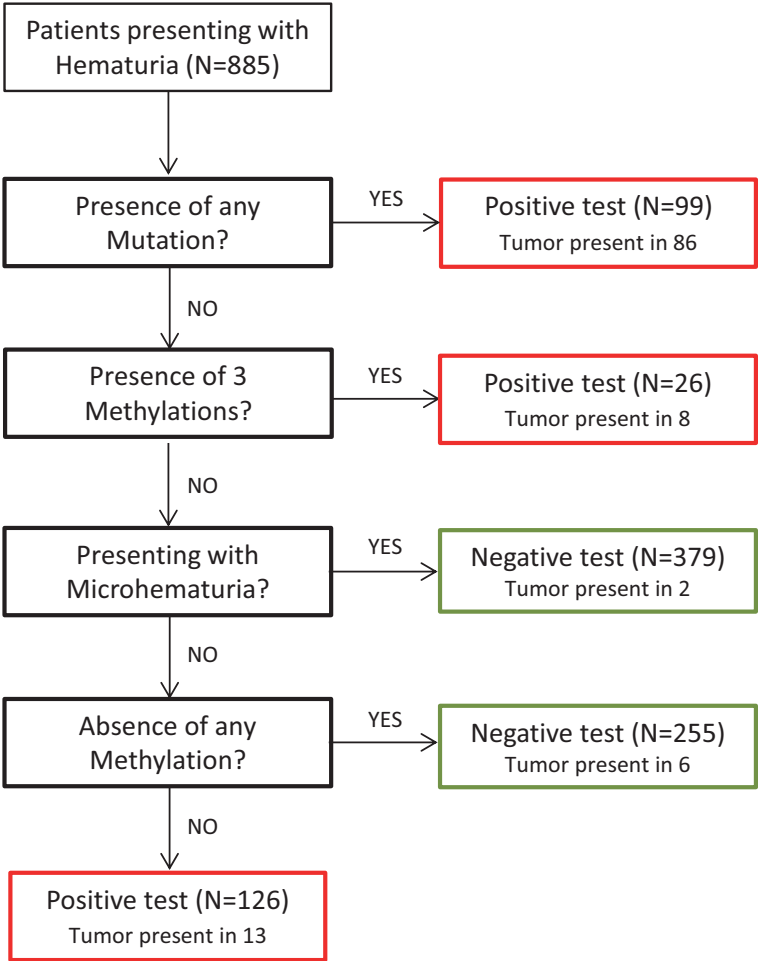 Patients presenting with
Hematuria (N=885)
Presence of any
Mutation?
YES
Positive test (N=99)
Tumor present in 86
NO
Presence of 3
Methylations?
YES
Positive test (N=26)
Tumor present in 8
NO
Presenting with
Microhematuria?
YES
Negative test (N=379)
Tumor present in 2
NO
Absence of any
Methylation?
YES
Negative test (N=255)
Tumor present in 6
NO
Positive test (N=126)
Tumor present in 13